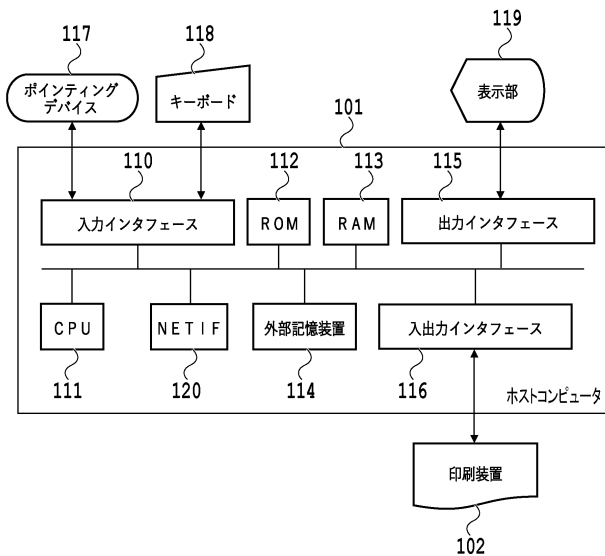 117
118
119
ポインティング
デバイス
キーボード
表示部
101
110
112
113
115
入力インタフェース
ROM
RAM
出力インタフェース
CPU
NETIF
外部記憶装置
入出力インタフェース
111
120
114
116
ホストコンピュータ
印刷装置
102